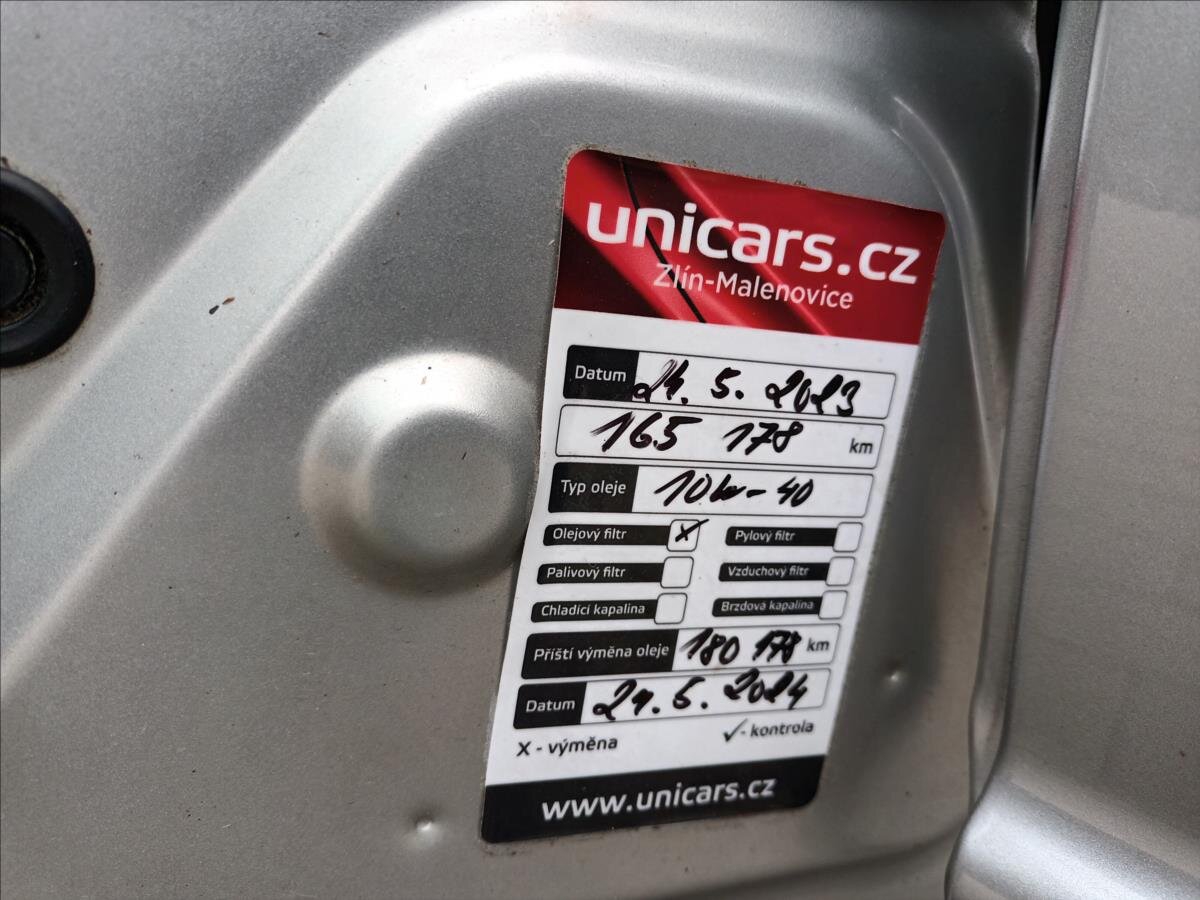 unicars.cz
Zlín-Malenovice
Datum 24. 5. 2023
165 178 km
Typ oleje 10W-40
Olejový filtr X Pylový filtr
Palivový filtr Vzduchový filtr
Chladící kapalina Brzdová kapalina
Příští výměna oleje 180 178 km
Datum 24. 5. 2024
X - výměna ✓- kontrola
www.unicars.cz